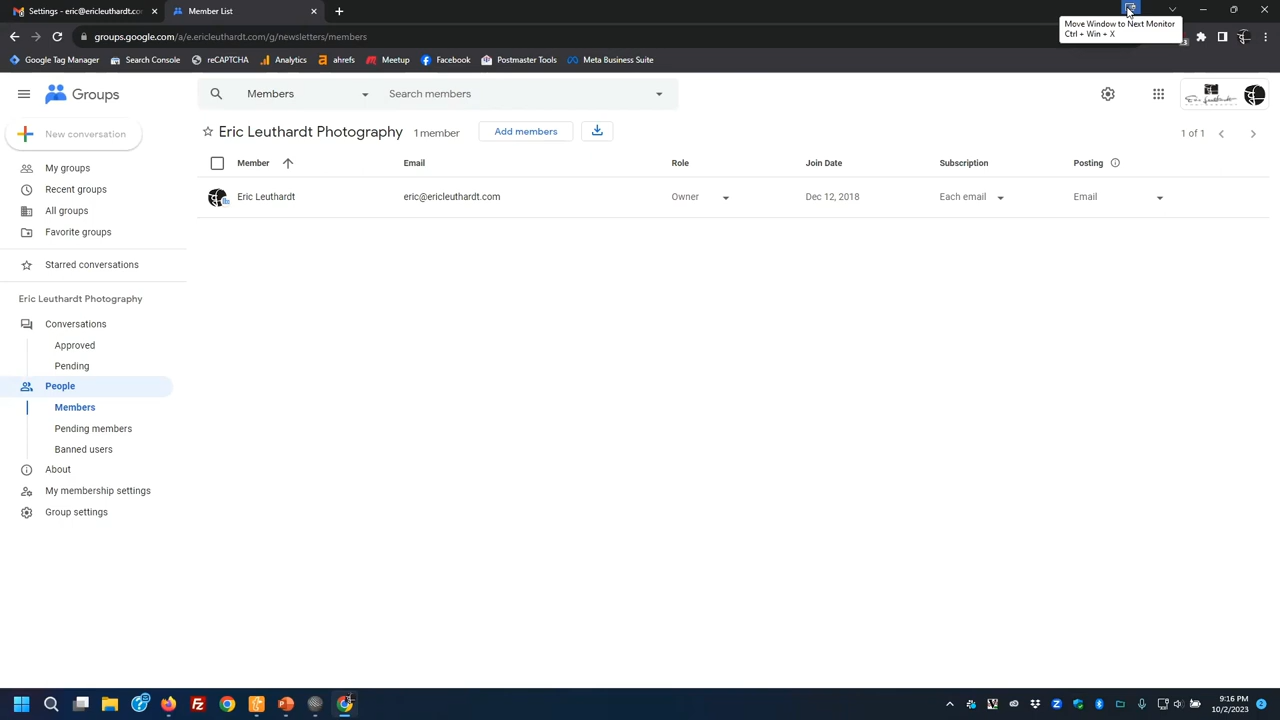 Settings - eric@ericleuthardt.co
Member List
Move Window to Next Monitor
Ctrl + Win + X
groups.google.com/a/e.ericleuthardt.com/g/newsletters/members
Google Tag Manager
Search Console
reCAPTCHA
Analytics
ahrefs
Meetup
Facebook
Postmaster Tools
Meta Business Suite
Groups
Members
Search members
New conversation
Eric Leuthardt Photography
1 member
Add members
1 of 1
Member
Email
Role
Join Date
Subscription
Posting
Eric Leuthardt
eric@ericleuthardt.com
Owner
Dec 12, 2018
Each email
Email
My groups
Recent groups
All groups
Favorite groups
Starred conversations
Eric Leuthardt Photography
Conversations
Approved
Pending
People
Members
Pending members
Banned users
About
My membership settings
Group settings
9:16 PM
10/2/2023